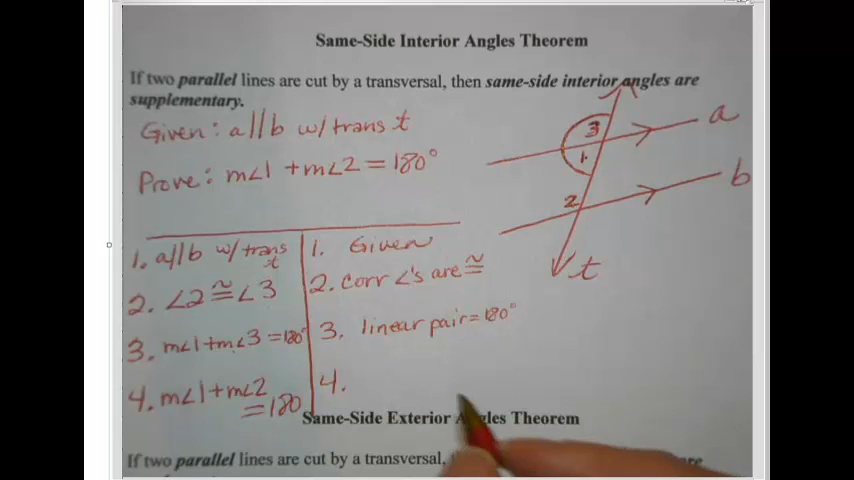 Same-Side Interior Angles Theorem
If two parallel lines are cut by a transversal, then same-side interior angles are
supplementary.
Given: a∥b w/trans t
Prove: m∠1 + m∠2 = 180°
3
1
2
a
b
t
1. a∥b w/trans t
1. Given
2. ∠2 ≅ ∠3
2. corr ∠'s are ≅
3. m∠1 + m∠3 = 180°
3. linear pair = 180°
4. m∠1 + m∠2
= 180
4.
Same-Side Exterior Angles Theorem
If two parallel lines are cut by a transversal,